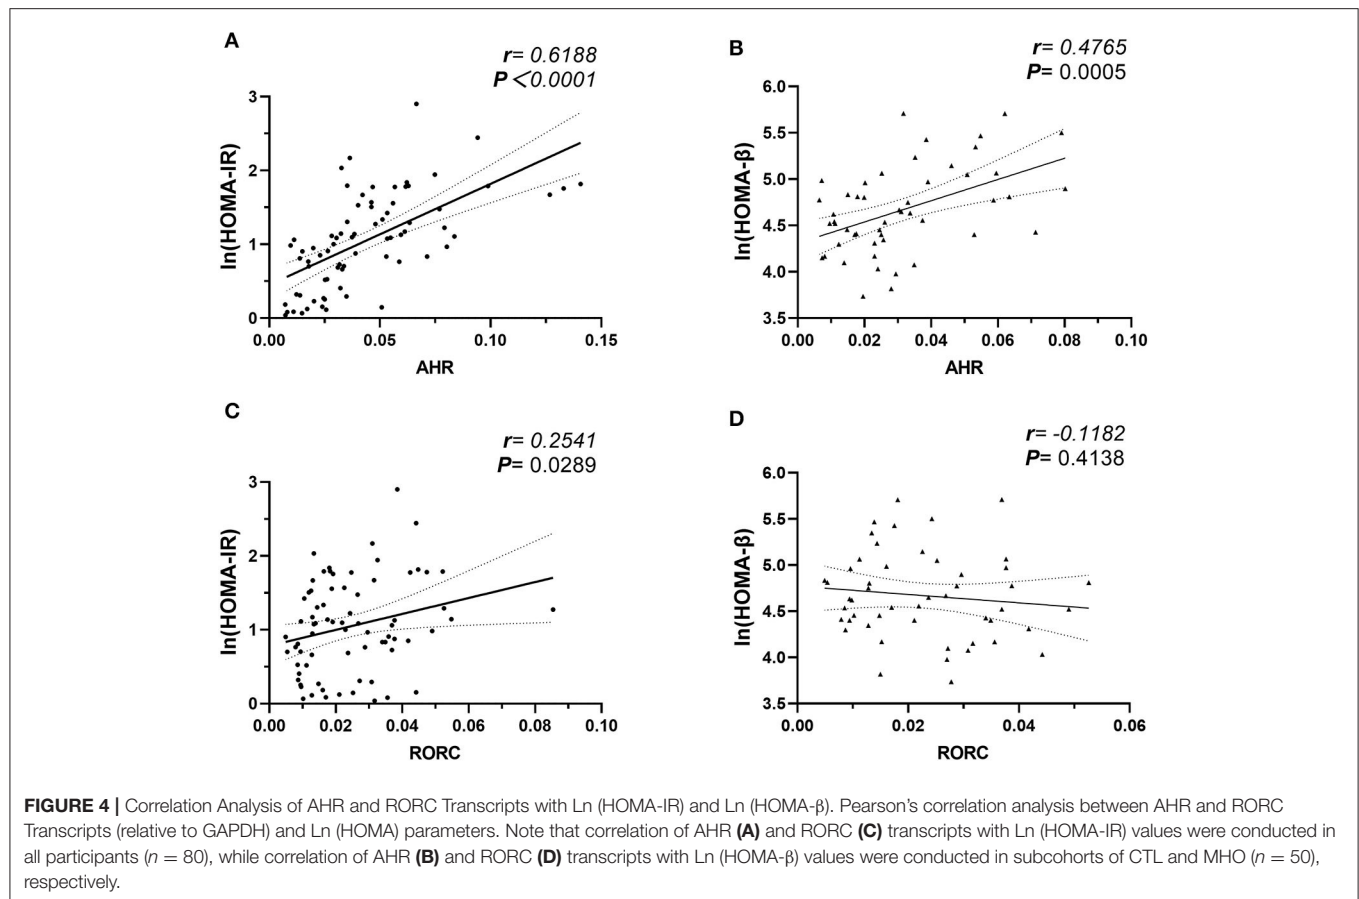 A
r= 0.6188
P <0.0001
3
2
1
0
ln(HOMA-IR)
0.00 0.05 0.10 0.15
AHR
B
r= 0.4765
P= 0.0005
6.0
5.5
5.0
4.5
4.0
3.5
ln(HOMA-β)
0.00 0.02 0.04 0.06 0.08 0.10
AHR
C
r= 0.2541
P= 0.0289
3
2
1
0
ln(HOMA-IR)
0.00 0.02 0.04 0.06 0.08 0.10
RORC
D
r= -0.1182
P= 0.4138
6.0
5.5
5.0
4.5
4.0
3.5
ln(HOMA-β)
0.00 0.02 0.04 0.06
RORC
FIGURE 4 | Correlation Analysis of AHR and RORC Transcripts with Ln (HOMA-IR) and Ln (HOMA-β). Pearson's correlation analysis between AHR and RORC
Transcripts (relative to GAPDH) and Ln (HOMA) parameters. Note that correlation of AHR (A) and RORC (C) transcripts with Ln (HOMA-IR) values were conducted in
all participants (n = 80), while correlation of AHR (B) and RORC (D) transcripts with Ln (HOMA-β) values were conducted in subcohorts of CTL and MHO (n = 50),
respectively.